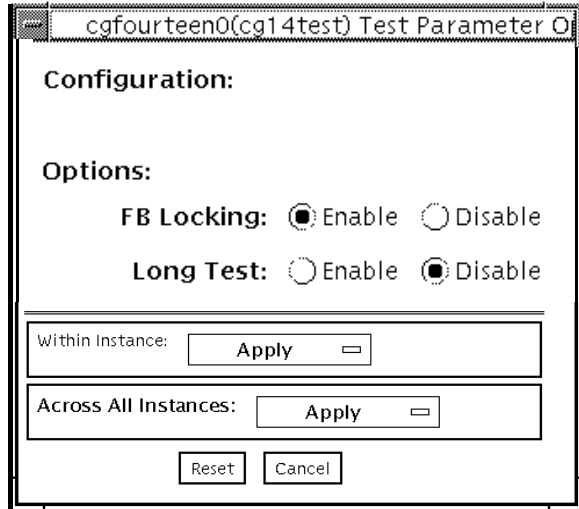 cgfourteen0(cg14test) Test Parameter
Configuration:
Options:
FB Locking: Enable Disable
Long Test: Enable Disable
Within Instance: Apply
Across All Instances: Apply
Reset Cancel